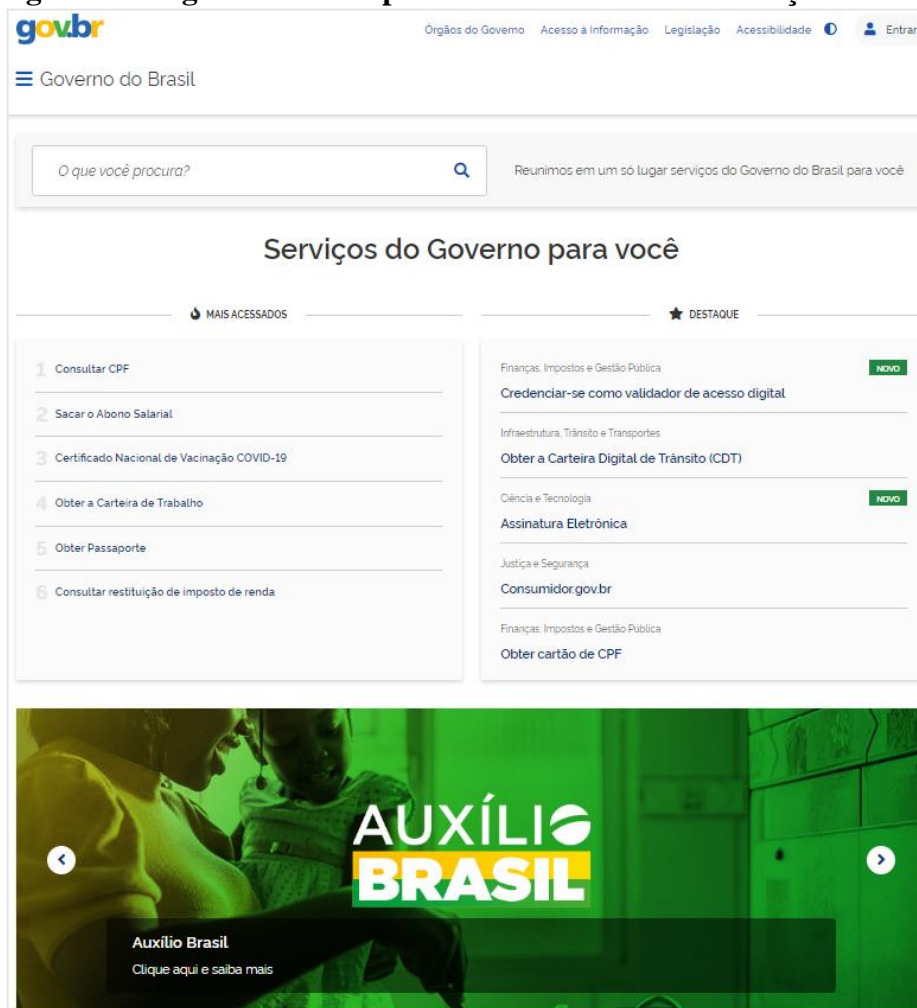 gov.br
Órgãos do Governo Acesso à Informação Legislação Acessibilidade Entrar
Governo do Brasil
O que você procura?
Reunimos em um só lugar serviços do Governo do Brasil para você
Serviços do Governo para você
MAIS ACESSADOS
1 Consultar CPF
2 Sacar o Abono Salarial
3 Certificado Nacional de Vacinação COVID-19
4 Obter a Carteira de Trabalho
5 Obter Passaporte
6 Consultar restituição de imposto de renda
DESTAQUE
Finanças, Impostos e Gestão Pública NOVO
Credenciar-se como validador de acesso digital
Infraestrutura, Trânsito e Transportes
Obter a Carteira Digital de Trânsito (CDT)
Ciência e Tecnologia NOVO
Assinatura Eletrônica
Justiça e Segurança
Consumidor.gov.br
Finanças, Impostos e Gestão Pública
Obter cartão de CPF
AUXÍLIO
BRASIL
Auxílio Brasil
Clique aqui e saiba mais